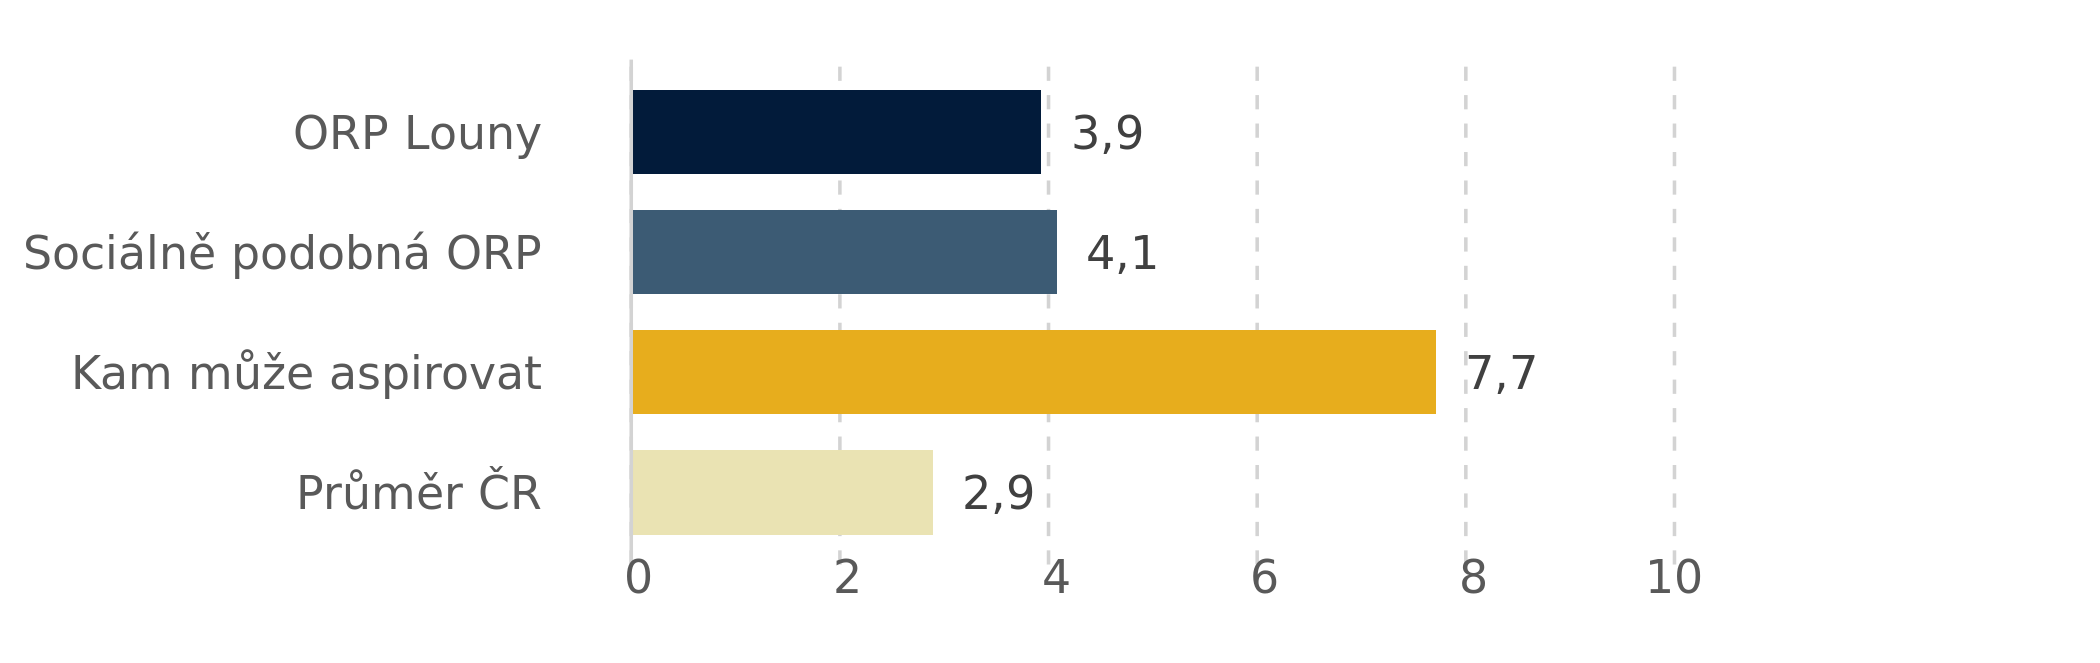 ORP Louny 3,9
Sociálně podobná ORP 4,1
Kam může aspirovat 7,7
Průměr ČR 2,9
0 2 4 6 8 10